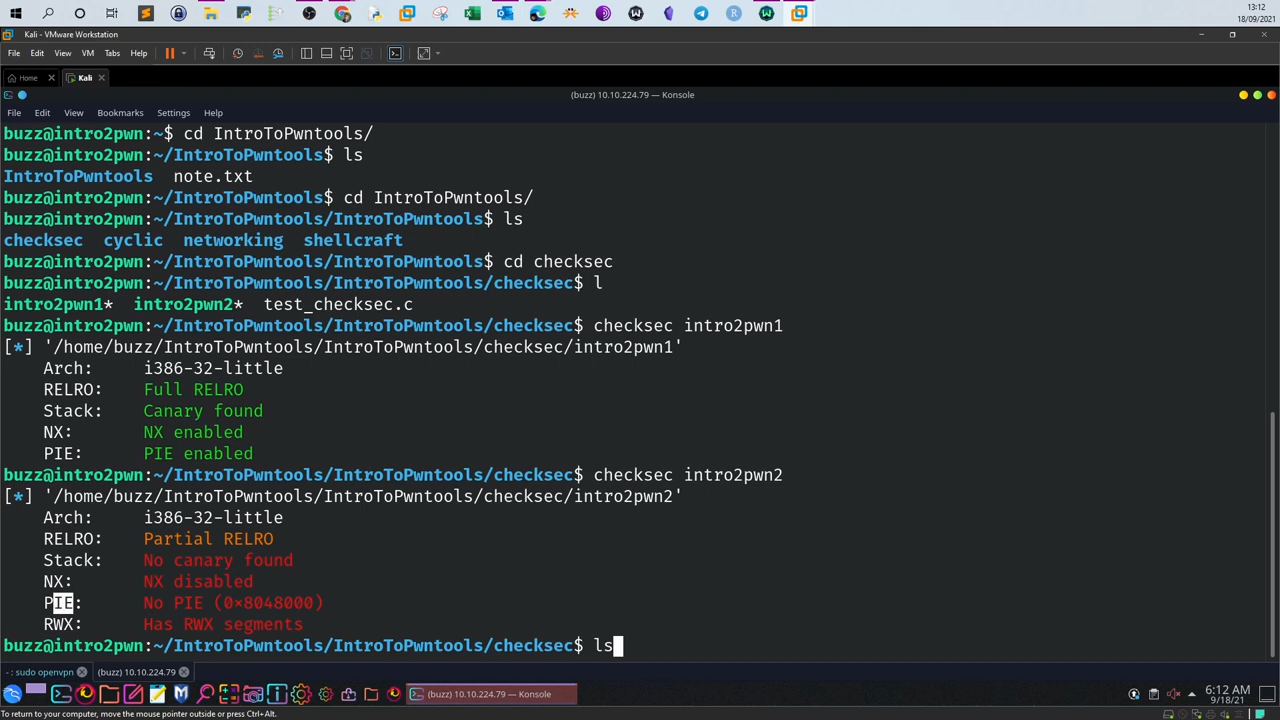 13:12
18/09/2021
Kali - VMware Workstation
File Edit View VM Tabs Help
Home Kali
(buzz) 10.10.224.79 — Konsole
File Edit View Bookmarks Settings Help
buzz@intro2pwn:~$ cd IntroToPwntools/
buzz@intro2pwn:~/IntroToPwntools$ ls
IntroToPwntools note.txt
buzz@intro2pwn:~/IntroToPwntools$ cd IntroToPwntools/
buzz@intro2pwn:~/IntroToPwntools/IntroToPwntools$ ls
checksec cyclic networking shellcraft
buzz@intro2pwn:~/IntroToPwntools/IntroToPwntools$ cd checksec
buzz@intro2pwn:~/IntroToPwntools/IntroToPwntools/checksec$ l
intro2pwn1* intro2pwn2* test_checksec.c
buzz@intro2pwn:~/IntroToPwntools/IntroToPwntools/checksec$ checksec intro2pwn1
[*] '/home/buzz/IntroToPwntools/IntroToPwntools/checksec/intro2pwn1'
Arch: i386-32-little
RELRO: Full RELRO
Stack: Canary found
NX: NX enabled
PIE: PIE enabled
buzz@intro2pwn:~/IntroToPwntools/IntroToPwntools/checksec$ checksec intro2pwn2
[*] '/home/buzz/IntroToPwntools/IntroToPwntools/checksec/intro2pwn2'
Arch: i386-32-little
RELRO: Partial RELRO
Stack: No canary found
NX: NX disabled
PIE: No PIE (0×8048000)
RWX: Has RWX segments
buzz@intro2pwn:~/IntroToPwntools/IntroToPwntools/checksec$ ls
- : sudo openvpn (buzz) 10.10.224.79
(buzz) 10.10.224.79 — Konsole
6:12 AM
9/18/21
To return to your computer, move the mouse pointer outside or press Ctrl+Alt.